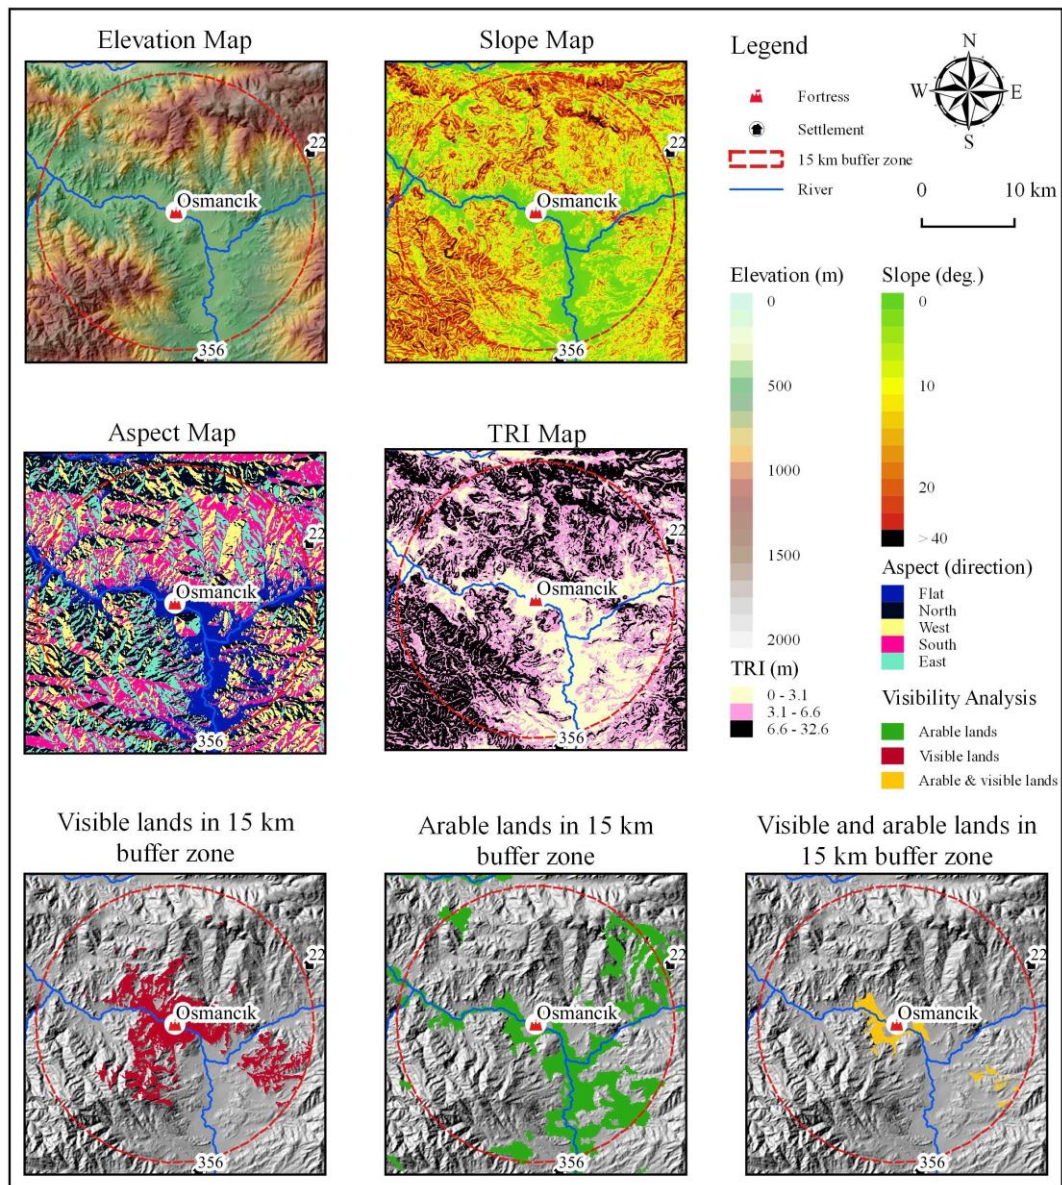 Elevation Map
Osmancık
22
356
Slope Map
Osmancık
22
356
Legend
Fortress
Settlement
15 km buffer zone
River
N
W
E
S
0
10 km
Elevation (m)
0
500
1000
1500
2000
Slope (deg.)
0
10
20
> 40
Aspect (direction)
Flat
North
West
South
East
TRI (m)
0 - 3.1
3.1 - 6.6
6.6 - 32.6
Visibility Analysis
Arable lands
Visible lands
Arable & visible lands
Aspect Map
Osmancık
22
356
TRI Map
Osmancık
22
356
Visible lands in 15 km
buffer zone
Osmancık
22
356
Arable lands in 15 km
buffer zone
Osmancık
22
356
Visible and arable lands in
15 km buffer zone
Osmancık
22
356